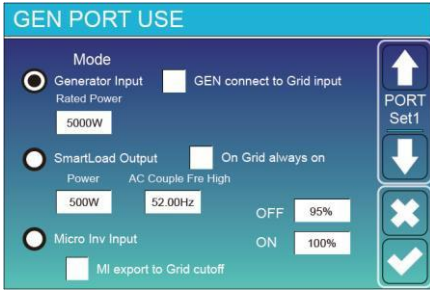 GEN PORT USE
Mode
Generator Input
GEN connect to Grid input
Rated Power
5000W
SmartLoad Output
On Grid always on
Power
AC Couple Fre High
500W
52.00Hz
OFF
95%
Micro Inv Input
ON
100%
MI export to Grid cutoff
PORT
Set1